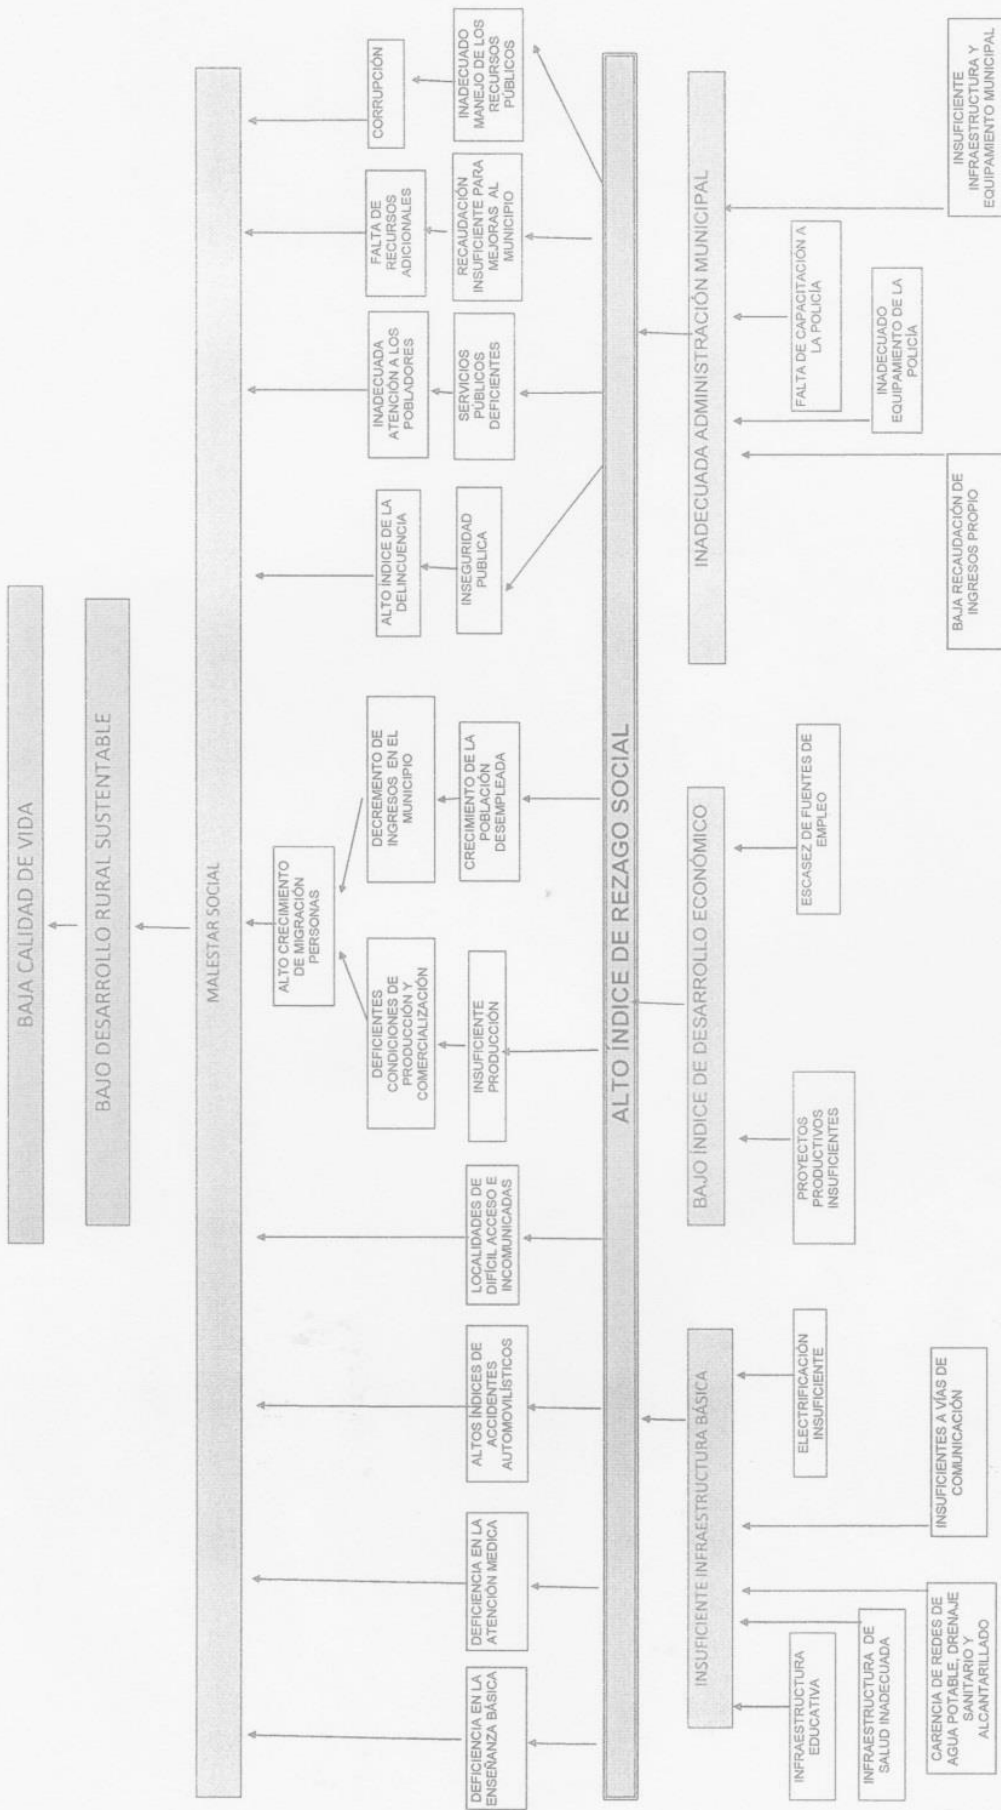 BAJA CALIDAD DE VIDA
BAJO DESARROLLO RURAL SUSTENTABLE
MALESTAR SOCIAL
ALTO CRECIMIENTO
DE MIGRACIÓN
PERSONAS
DEFICIENTES
CONDICIONES DE
PRODUCCIÓN Y
COMERCIALIZACIÓN
DECREMENTO DE
INGRESOS EN EL
MUNICIPIO
ALTO ÍNDICE DE LA
DELINCUENCIA
INADECUADA
ATENCIÓN A LOS
POBLADORES
FALTA DE
RECURSOS
ADICIONALES
CORRUPCIÓN
DEFICIENCIA EN LA
ENSEÑANZA BÁSICA
DEFICIENCIA EN LA
ATENCIÓN MEDICA
ALTOS ÍNDICES DE
ACCIDENTES
AUTOMOVILÍSTICOS
LOCALIDADES DE
DIFÍCIL ACCESO E
INCOMUNICADAS
INSUFICIENTE
PRODUCCIÓN
CRECIMIENTO DE LA
POBLACIÓN
DESEMPLEADA
INSEGURIDAD
PUBLICA
SERVICIOS
PÚBLICOS
DEFICIENTES
RECAUDACIÓN
INSUFICIENTE PARA
MEJORAS AL
MUNICIPIO
INADECUADO
MANEJO DE LOS
RECURSOS
PÚBLICOS
ALTO ÍNDICE DE REZAGO SOCIAL
INSUFICIENTE INFRAESTRUCTURA BÁSICA
BAJO ÍNDICE DE DESARROLLO ECONÓMICO
INADECUADA ADMINISTRACIÓN MUNICIPAL
INFRAESTRUCTURA
EDUCATIVA
ELECTRIFICACIÓN
INSUFICIENTE
PROYECTOS
PRODUCTIVOS
INSUFICIENTES
ESCASEZ DE FUENTES DE
EMPLEO
FALTA DE CAPACITACIÓN A
LA POLICÍA
INFRAESTRUCTURA DE
SALUD INADECUADA
INADECUADO
EQUIPAMIENTO DE LA
POLICÍA
CARENCIA DE REDES DE
AGUA POTABLE, DRENAJE
SANITARIO Y
ALCANTARILLADO
INSUFICIENTES A VÍAS DE
COMUNICACIÓN
BAJA RECAUDACIÓN DE
INGRESOS PROPIO
INSUFICIENTE
INFRAESTRUCTURA Y
EQUIPAMIENTO MUNICIPAL